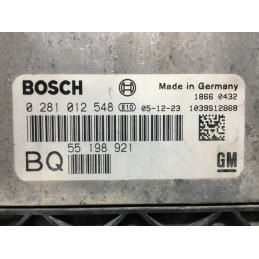 BOSCH Made in Germany
1866 0432
0 281 012 548 810 05-12-23 1039S12868
BQ 55 198 921 GM